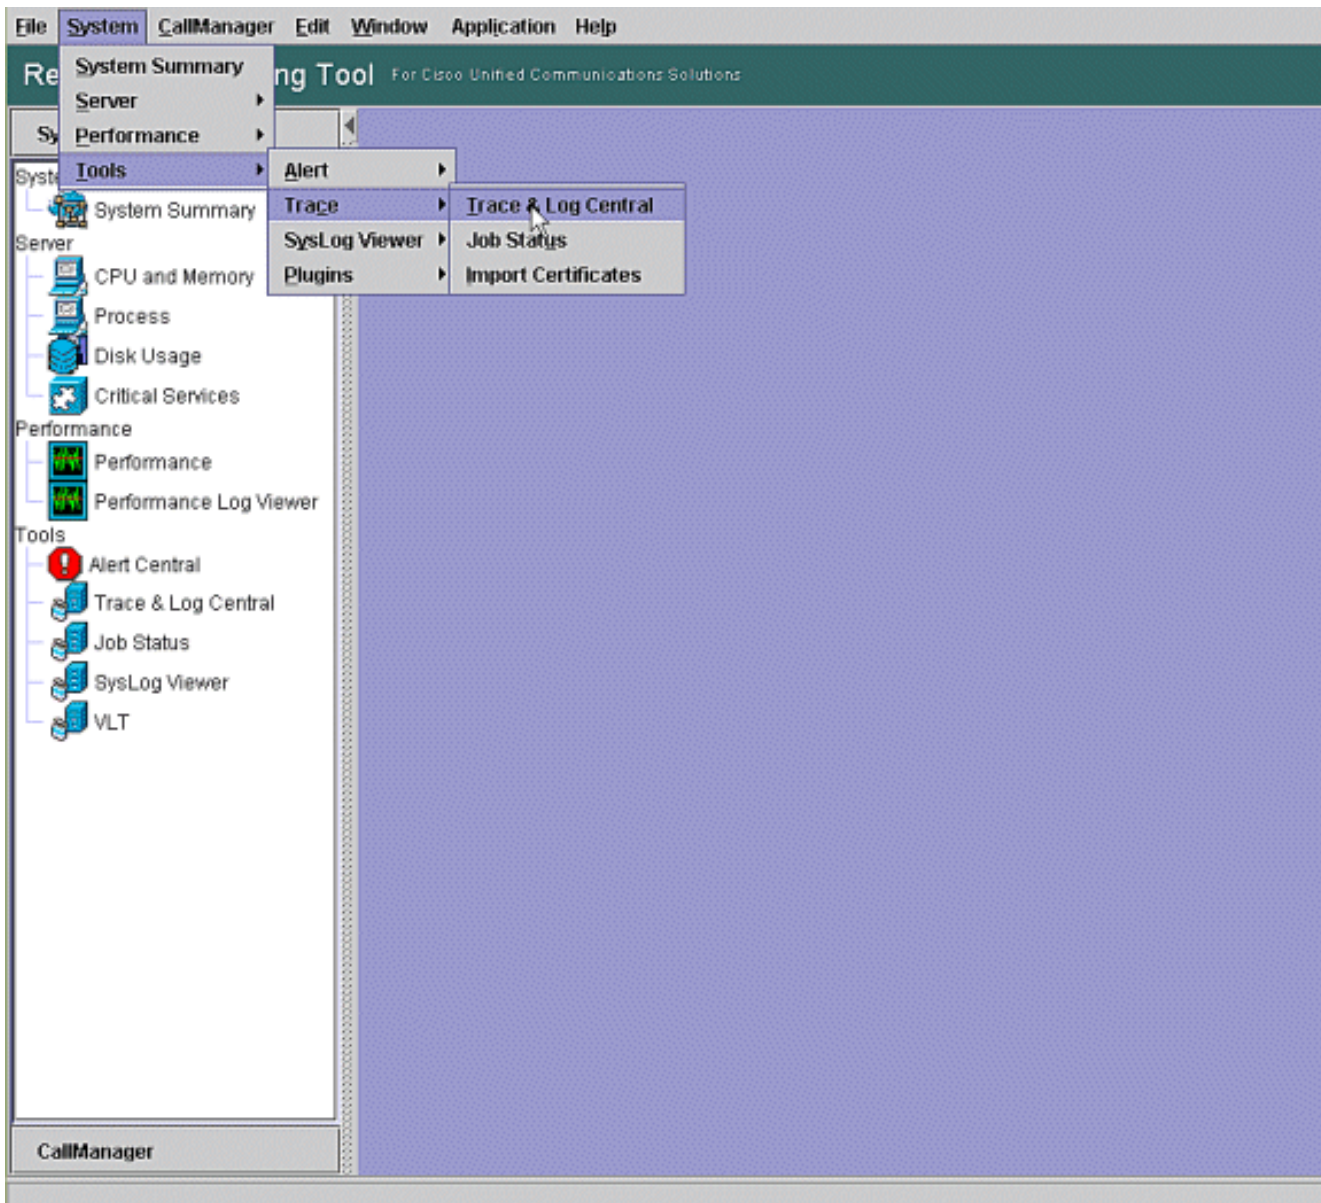 File System CallManager Edit Window Application Help
Re
ng Tool For Cisco Unified Communications Solutions
System Summary
Server
Performance
Tools
Alert
Trace
SysLog Viewer
Plugins
Trace & Log Central
Job Status
Import Certificates
Sy
Syste
System Summary
Server
CPU and Memory
Process
Disk Usage
Critical Services
Performance
Performance
Performance Log Viewer
Tools
Alert Central
Trace & Log Central
Job Status
SysLog Viewer
VLT
CallManager